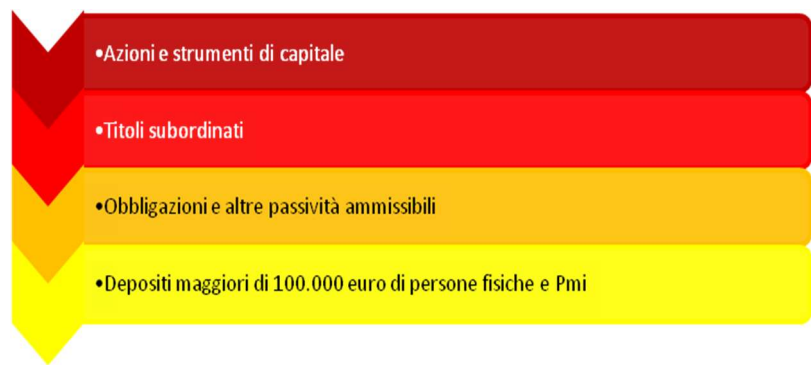 •Azioni e strumenti di capitale
•Titoli subordinati
•Obbligazioni e altre passività ammissibili
•Depositi maggiori di 100.000 euro di persone fisiche e Pmi